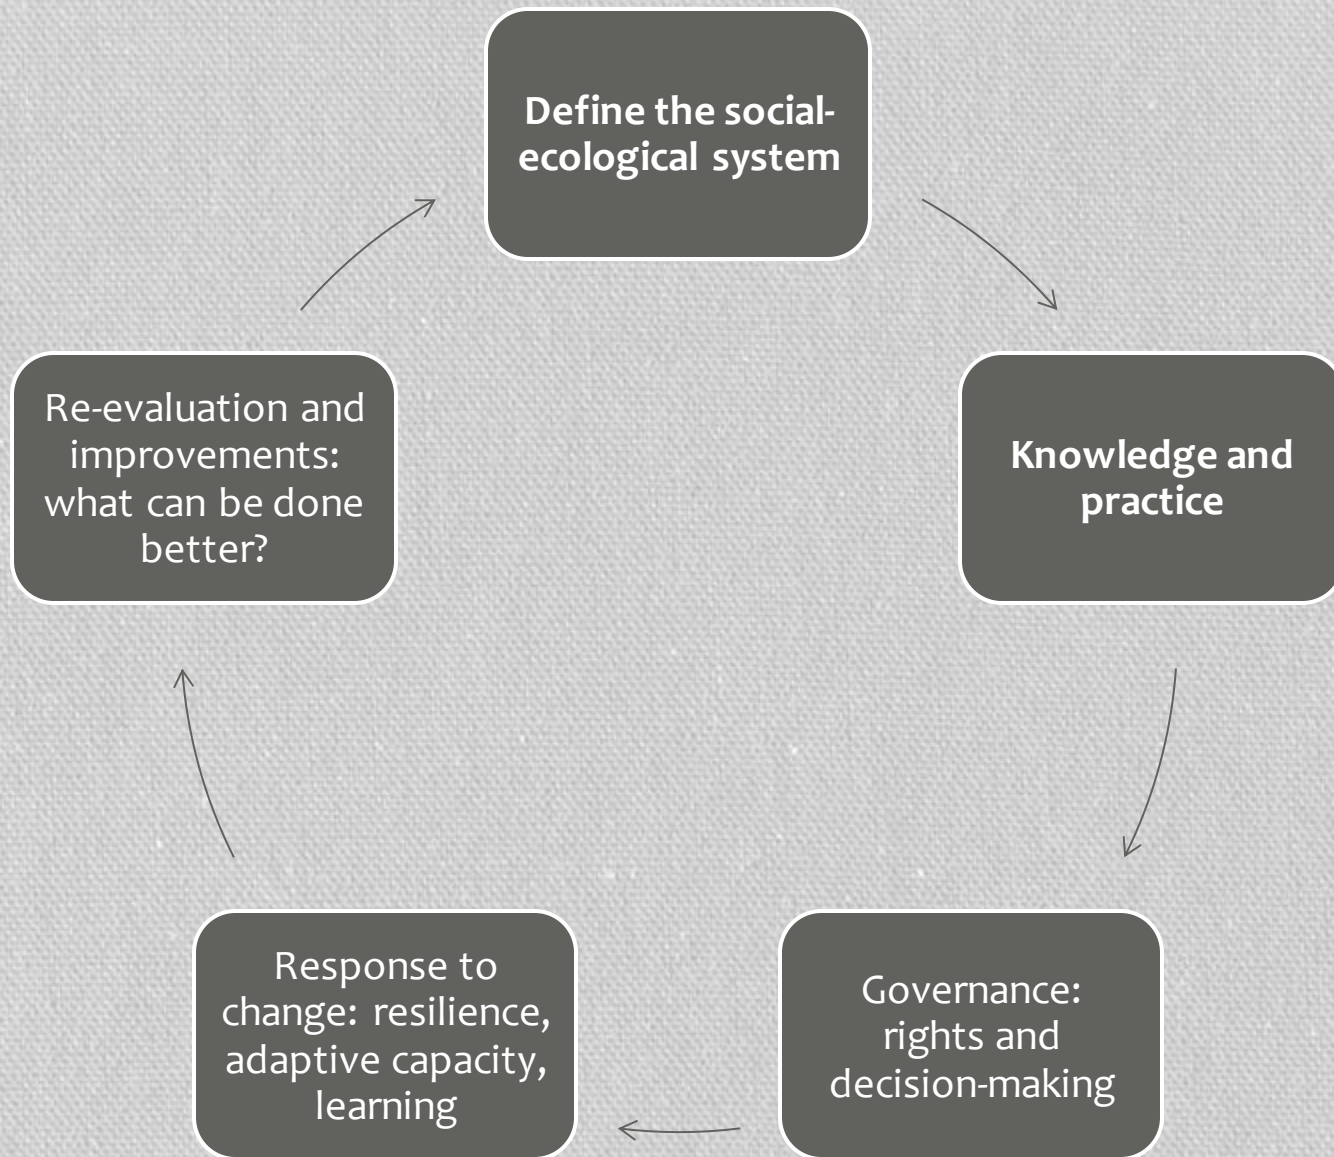 Define the social-
ecological system
Knowledge and
practice
Governance:
rights and
decision-making
Response to
change: resilience,
adaptive capacity,
learning
Re-evaluation and
improvements:
what can be done
better?